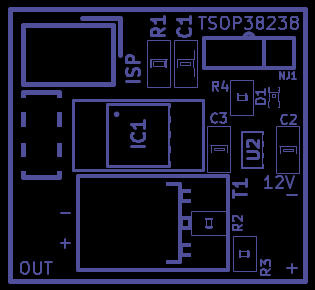 R1
C1
TSOP38238
ISP
NJ1
R4
D1
C3
C2
IC1
U2
12V
T1
−
−
R2
+
OUT
R3
+